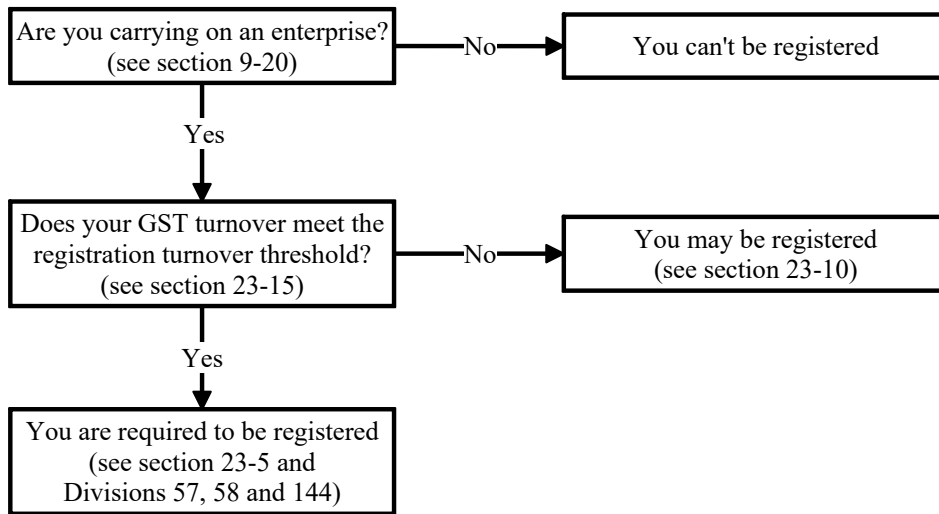 Are you carrying on an enterprise?
(see section 9-20)
No
You can't be registered
Yes
Does your GST turnover meet the
registration turnover threshold?
(see section 23-15)
No
You may be registered
(see section 23-10)
Yes
You are required to be registered
(see section 23-5 and
Divisions 57, 58 and 144)